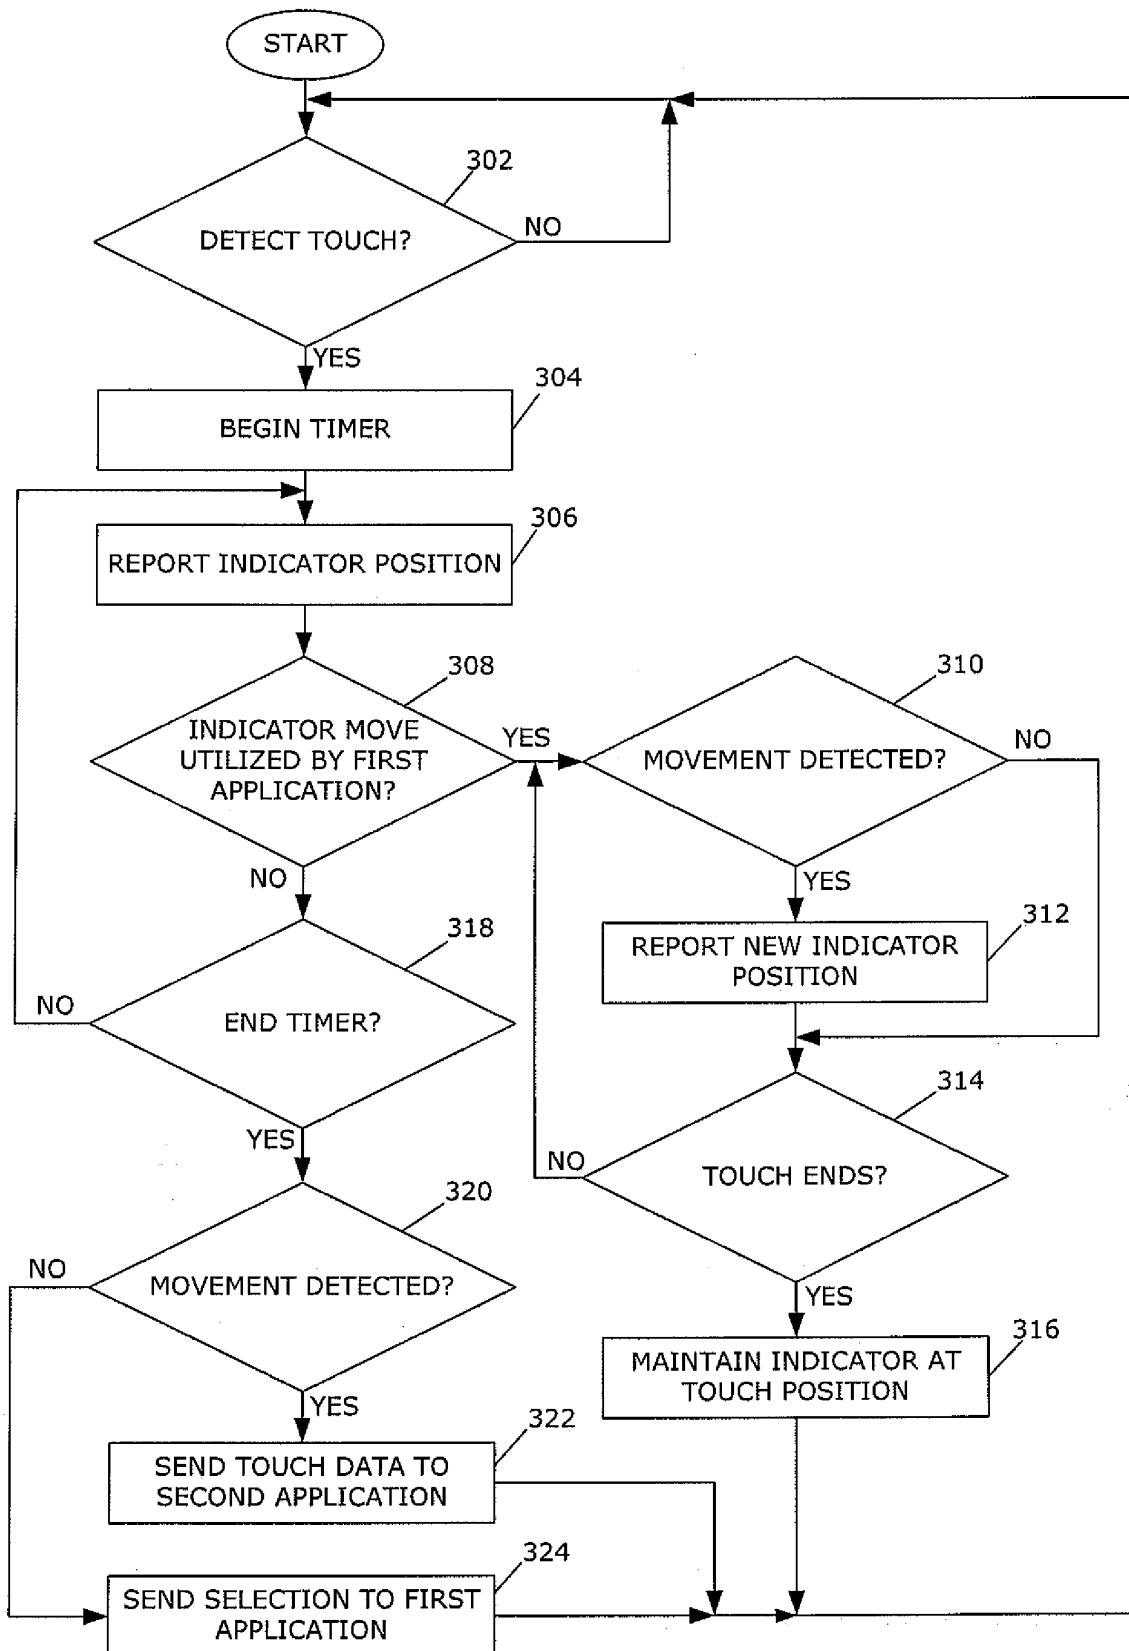 START
302
DETECT TOUCH?
NO
YES
304
BEGIN TIMER
306
REPORT INDICATOR POSITION
308
INDICATOR MOVE
UTILIZED BY FIRST
APPLICATION?
YES
310
MOVEMENT DETECTED?
NO
NO
YES
312
REPORT NEW INDICATOR
POSITION
318
END TIMER?
NO
YES
314
TOUCH ENDS?
NO
YES
320
MOVEMENT DETECTED?
NO
YES
316
MAINTAIN INDICATOR AT
TOUCH POSITION
322
SEND TOUCH DATA TO
SECOND APPLICATION
324
SEND SELECTION TO FIRST
APPLICATION